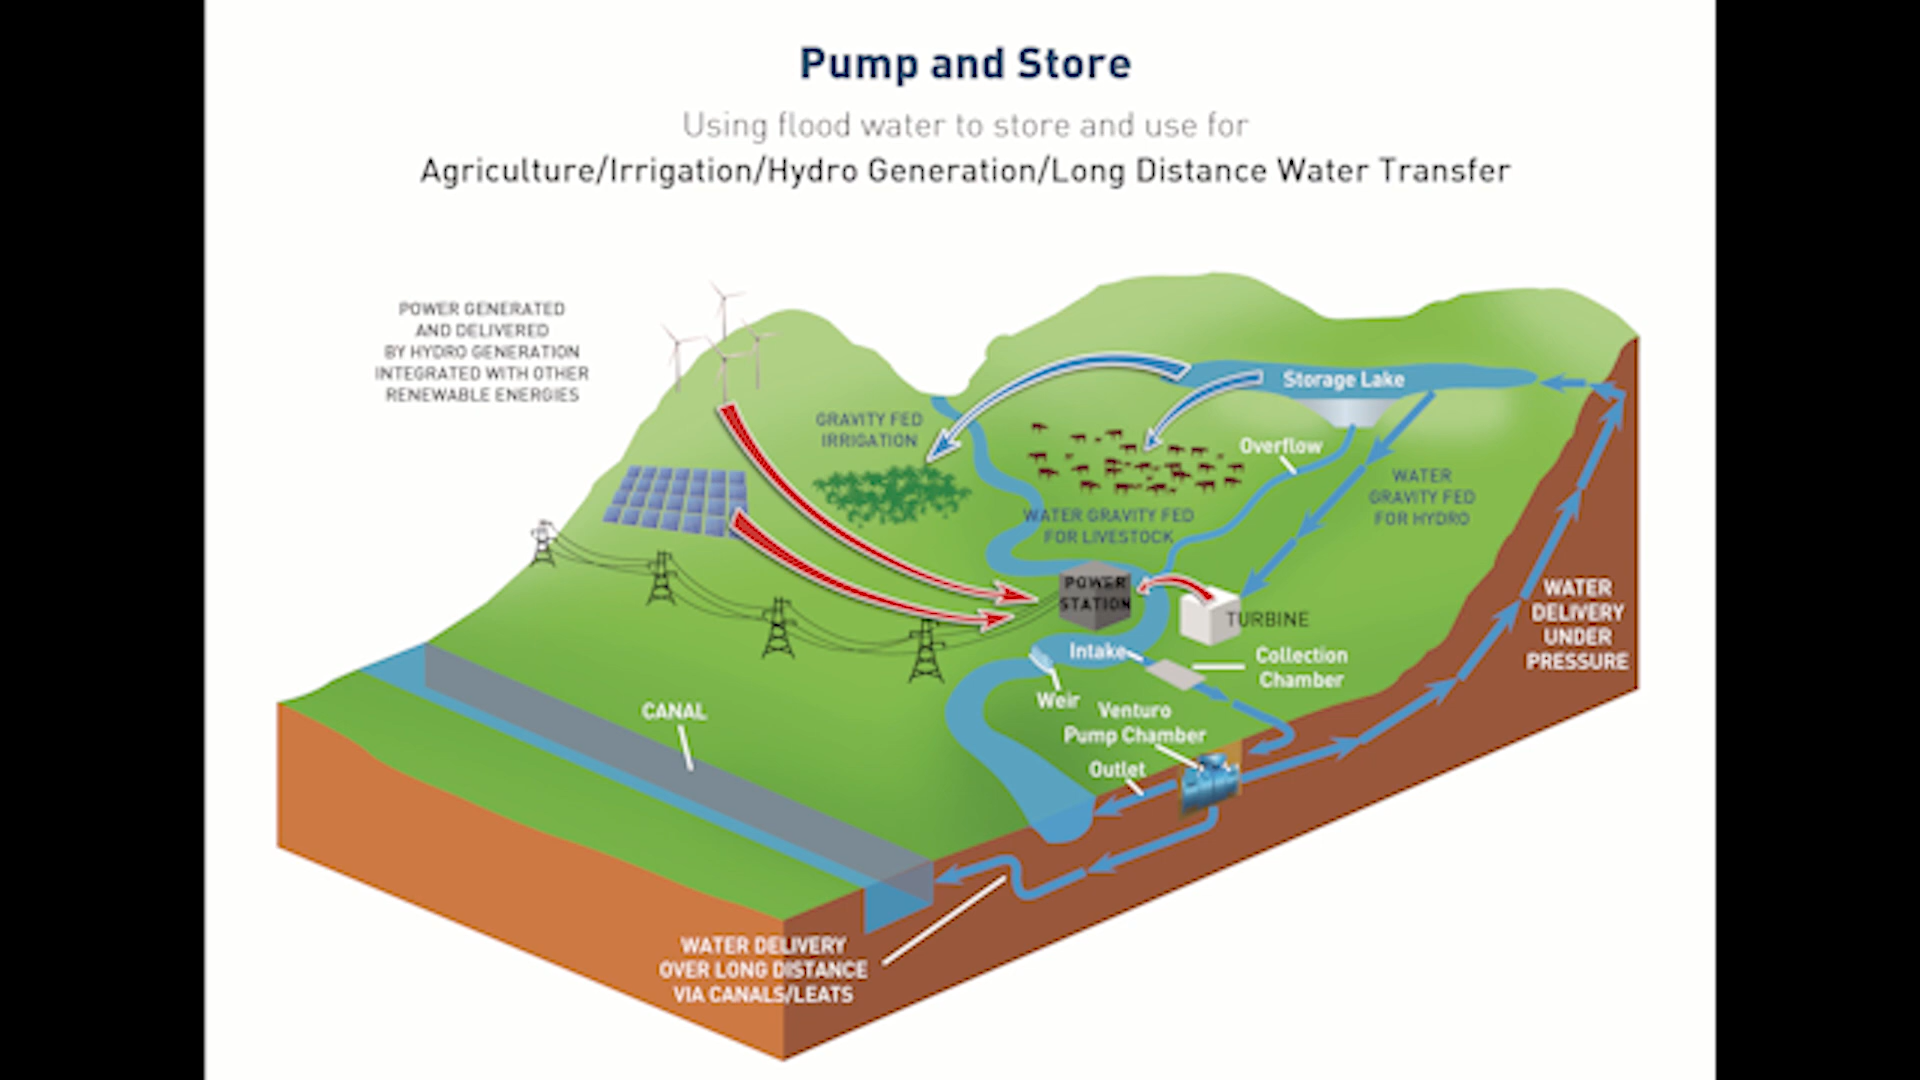 Pump and Store
Using flood water to store and use for
Agriculture/Irrigation/Hydro Generation/Long Distance Water Transfer
POWER GENERATED
AND DELIVERED
BY HYDRO GENERATION
INTEGRATED WITH OTHER
RENEWABLE ENERGIES
GRAVITY FED
IRRIGATION
Storage Lake
Overflow
WATER
GRAVITY FED
FOR HYDRO
WATER GRAVITY FED
FOR LIVESTOCK
POWER
STATION
TURBINE
WATER
DELIVERY
UNDER
PRESSURE
Intake
Collection
Chamber
Weir
Venturo
Pump Chamber
Outlet
CANAL
WATER DELIVERY
OVER LONG DISTANCE
VIA CANALS/LEATS